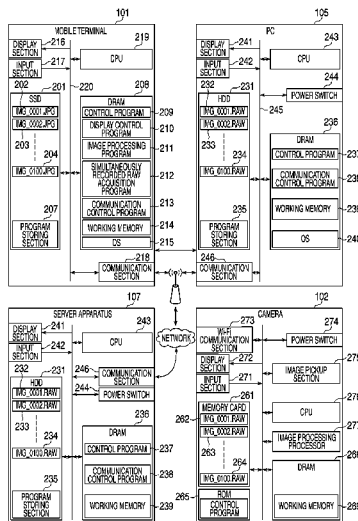 101
MOBILE TERMINAL
DISPLAY SECTION
216
INPUT SECTION
217
219
CPU
202
201
220
208
SSD
IMG_0001.JPG
IMG_0002.JPG
203
204
IMG_0100.JPG
207
PROGRAM STORING SECTION
DRAM
CONTROL PROGRAM
209
DISPLAY CONTROL PROGRAM
210
IMAGE PROCESSING PROGRAM
211
SIMULTANEOUSLY RECORDED RAW ACQUISITION PROGRAM
212
COMMUNICATION CONTROL PROGRAM
213
WORKING MEMORY
214
OS
215
218
COMMUNICATION SECTION
105
PC
DISPLAY SECTION
241
INPUT SECTION
242
243
CPU
244
POWER SWITCH
232
231
245
HDD
IMG_0001.RAW
IMG_0002.RAW
233
234
IMG_0100.RAW
235
PROGRAM STORING SECTION
236
DRAM
CONTROL PROGRAM
237
COMMUNICATION CONTROL PROGRAM
238
WORKING MEMORY
239
OS
240
246
COMMUNICATION SECTION
NETWORK
107
SERVER APPARATUS
DISPLAY SECTION
241
INPUT SECTION
242
243
CPU
246
COMMUNICATION SECTION
244
POWER SWITCH
232
231
HDD
IMG_0001.RAW
IMG_0002.RAW
233
234
IMG_0100.RAW
235
PROGRAM STORING SECTION
236
DRAM
CONTROL PROGRAM
237
COMMUNICATION CONTROL PROGRAM
238
WORKING MEMORY
239
102
CAMERA
273
WI-FI COMMUNICATION SECTION
274
POWER SWITCH
DISPLAY SECTION
272
INPUT SECTION
271
IMAGE PICKUP SECTION
261
MEMORY CARD
262
IMG_0001.RAW
IMG_0002.RAW
263
264
IMG_0100.RAW
265
ROM
CONTROL PROGRAM
CPU
IMAGE PROCESSING PROCESSOR
DRAM
WORKING MEMORY